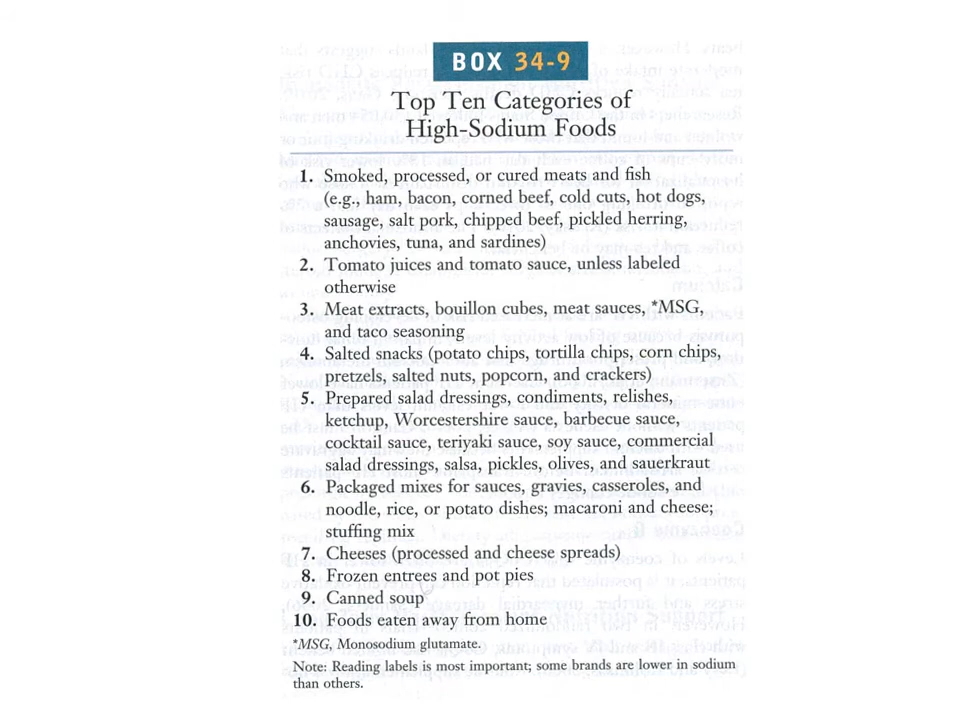 BOX 34-9
Top Ten Categories of
High-Sodium Foods
1. Smoked, processed, or cured meats and fish
(e.g., ham, bacon, corned beef, cold cuts, hot dogs,
sausage, salt pork, chipped beef, pickled herring,
anchovies, tuna, and sardines)
2. Tomato juices and tomato sauce, unless labeled
otherwise
3. Meat extracts, bouillon cubes, meat sauces, *MSG,
and taco seasoning
4. Salted snacks (potato chips, tortilla chips, corn chips,
pretzels, salted nuts, popcorn, and crackers)
5. Prepared salad dressings, condiments, relishes,
ketchup, Worcestershire sauce, barbecue sauce,
cocktail sauce, teriyaki sauce, soy sauce, commercial
salad dressings, salsa, pickles, olives, and sauerkraut
6. Packaged mixes for sauces, gravies, casseroles, and
noodle, rice, or potato dishes; macaroni and cheese;
stuffing mix
7. Cheeses (processed and cheese spreads)
8. Frozen entrees and pot pies
9. Canned soup
10. Foods eaten away from home
*MSG, Monosodium glutamate.
Note: Reading labels is most important; some brands are lower in sodium
than others.